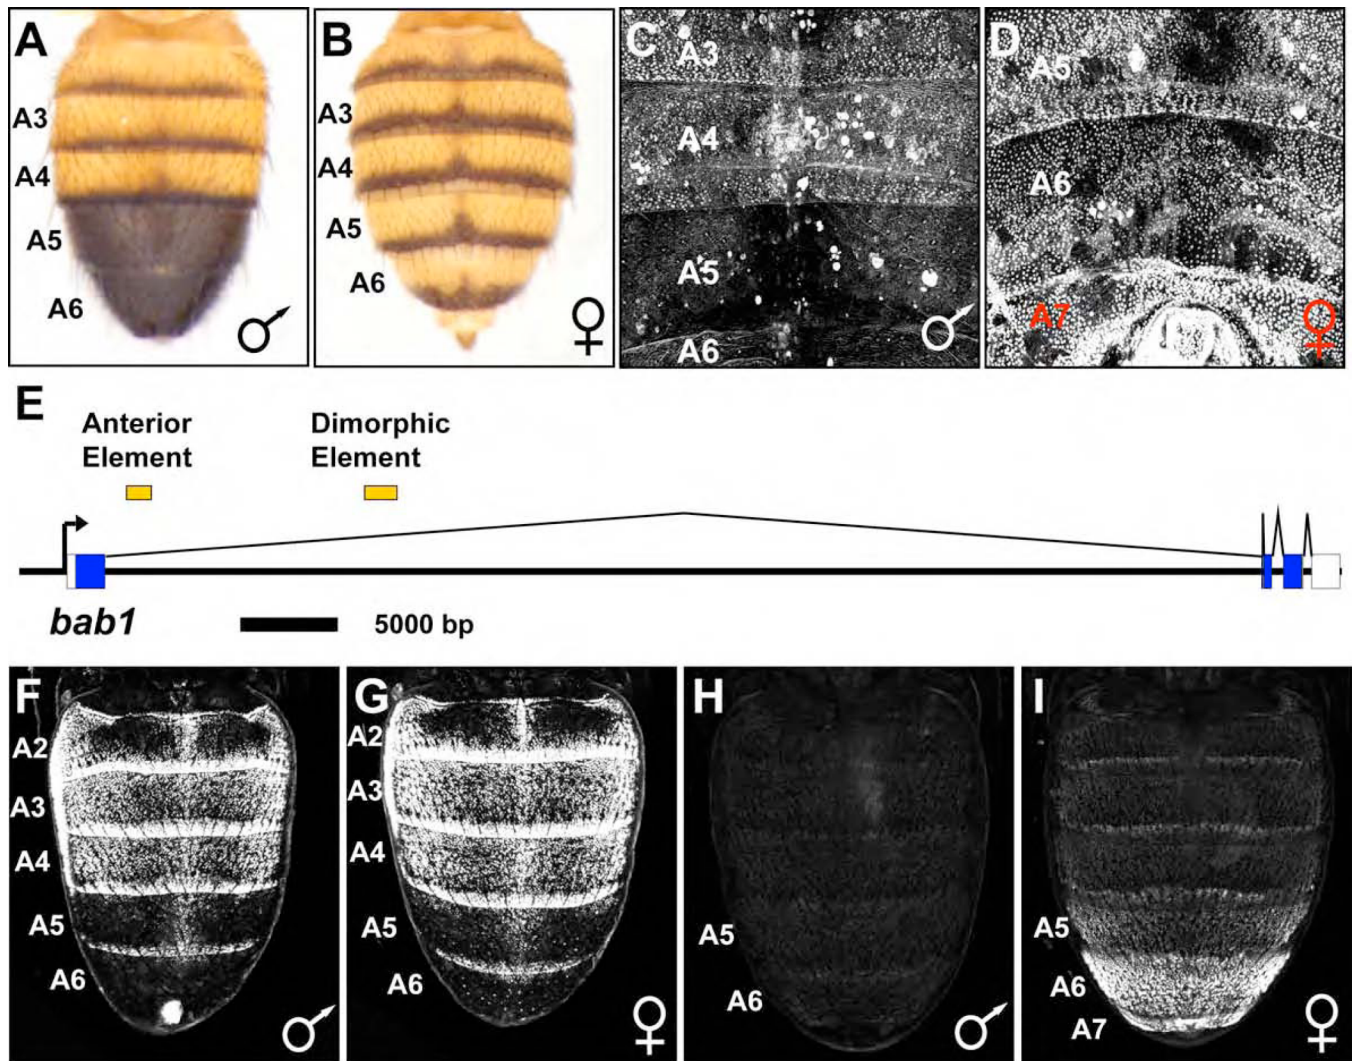 A
A3
A4
A5
A6
♂
B
A3
A4
A5
A6
♀
C
A3
A4
A5
A6
♂
D
A5
A6
A7
♀
E
Anterior
Element
Dimorphic
Element
bab1
5000 bp
F
A2
A3
A4
A5
A6
♂
G
A2
A3
A4
A5
A6
♀
H
A5
A6
♂
I
A5
A6
A7
♀